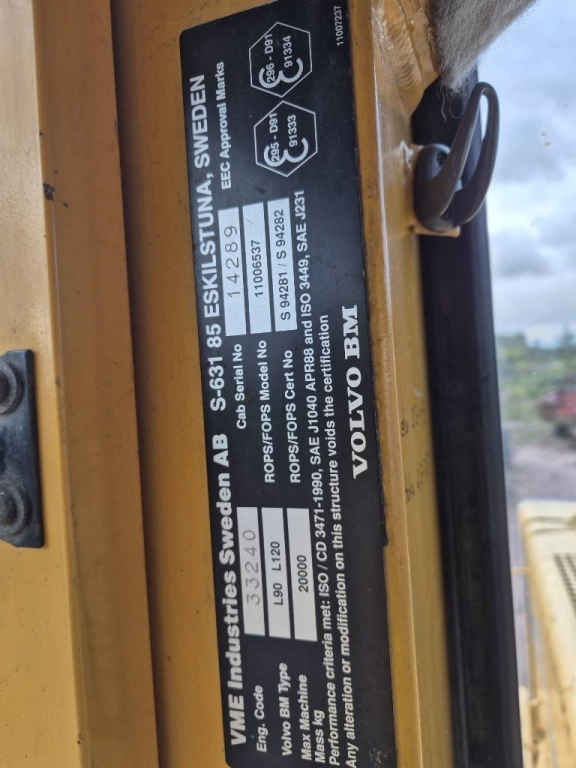 VME Industries Sweden AB S-631 85 ESKILSTUNA, SWEDEN
Eng. Code 33240 Cab Serial No 14289 EEC Approval Marks
Volvo BM Type L90 L120 ROPS/FOPS Model No 11006537
Max Machine Mass kg 20000 ROPS/FOPS Cert No S 94281 / S 94282
295 - D91
91333
296 - D91
91334
Performance criteria met: ISO / CD 3471-1990, SAE J1040 APR88 and ISO 3449, SAE J231
Any alteration or modification on this structure voids the certification
VOLVO BM
11007237